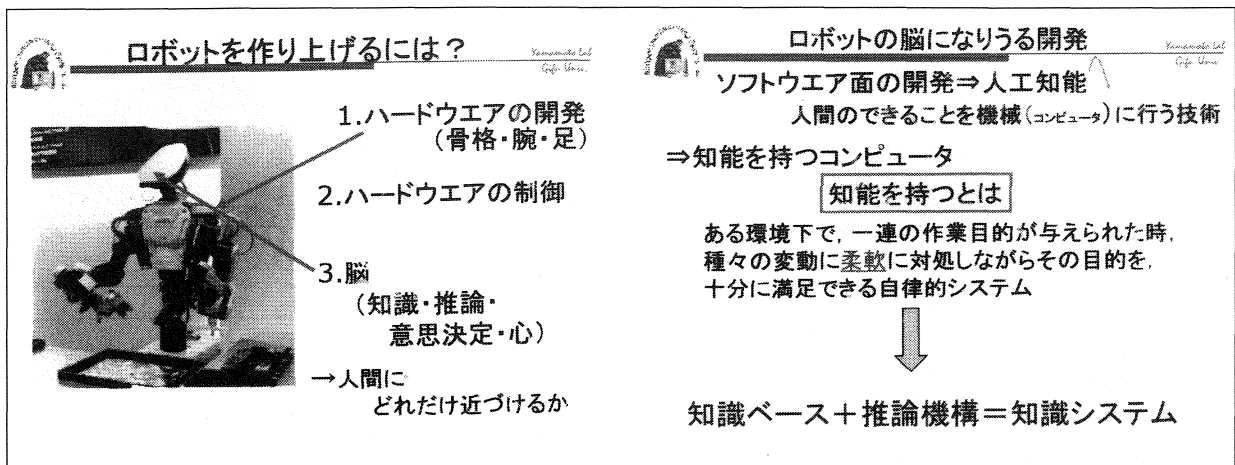 ロボットを作り上げるには？
Yamamoto Lab
Gifu Univ.
1.ハードウエアの開発
(骨格・腕・足)
2.ハードウエアの制御
3.脳
(知識・推論・
意思決定・心)
→人間に
どれだけ近づけるか
ロボットの脳になりうる開発
Yamamoto Lab
Gifu Univ.
ソフトウエア面の開発⇒人工知能
人間のできることを機械(コンピュータ)に行う技術
⇒知能を持つコンピュータ
知能を持つとは
ある環境下で, 一連の作業目的が与えられた時,
種々の変動に柔軟に対処しながらその目的を,
十分に満足できる自律的システム
知識ベース＋推論機構＝知識システム